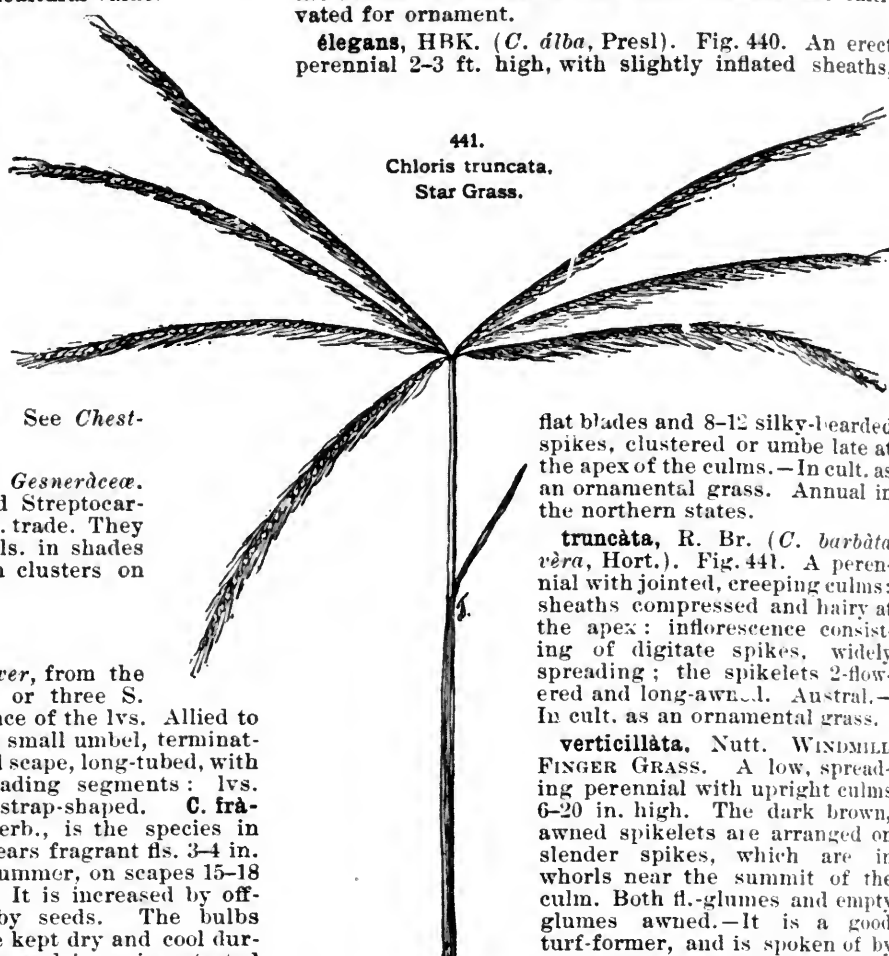 vated for ornament.
élegans, HBK. (C. álba, Presl). Fig. 440. An erect
perennial 2–3 ft. high, with slightly inflated sheaths,
441.
Chloris truncata,
Star Grass.
See Chest-
Gesneràceæ.
Streptocar-
trade. They
in shades
clusters on
from the
or three S.
of the lvs. Allied to
small umbel, terminat-
scape, long-tubed, with
segments: lvs.
strap-shaped. C. frà-
is the species in
fragrant fls. 3–4 in.
on scapes 15–18
It is increased by off-
by seeds. The bulbs
kept dry and cool dur-
flat blades and 8–12 silky-bearded
spikes, clustered or umbe late at
the apex of the culms.—In cult. as
an ornamental grass. Annual in
the northern states.
truncàta, R. Br. (C. barbàta
vèra, Hort.). Fig. 441. A peren-
nial with jointed, creeping culms:
sheaths compressed and hairy at
the apex: inflorescence consist-
ing of digitate spikes, widely
spreading; the spikelets 2-flow-
ered and long-awned. Austral.—
In cult. as an ornamental grass.
verticillàta, Nutt. WINDMILL
FINGER GRASS. A low, spread-
ing perennial with upright culms
6–20 in. high. The dark brown,
awned spikelets are arranged on
slender spikes, which are in
whorls near the summit of the
culm. Both fl.-glumes and empty
glumes awned.—It is a good
turf-former, and is spoken of by